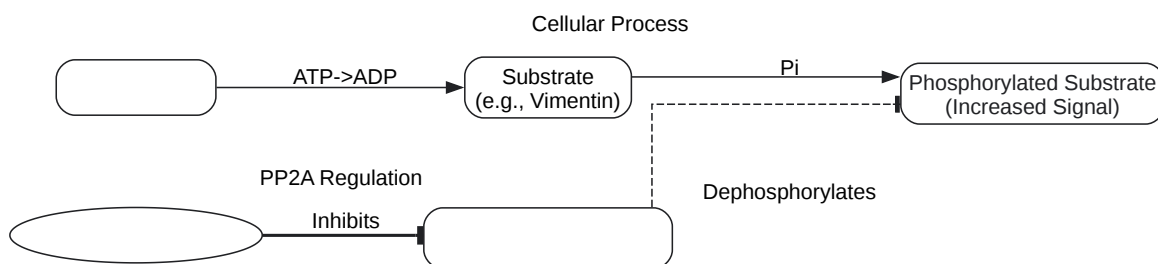 Cellular Process
ATP->ADP
Substrate
(e.g., Vimentin)
Pi
Phosphorylated Substrate
(Increased Signal)
PP2A Regulation
Inhibits
Dephosphorylates